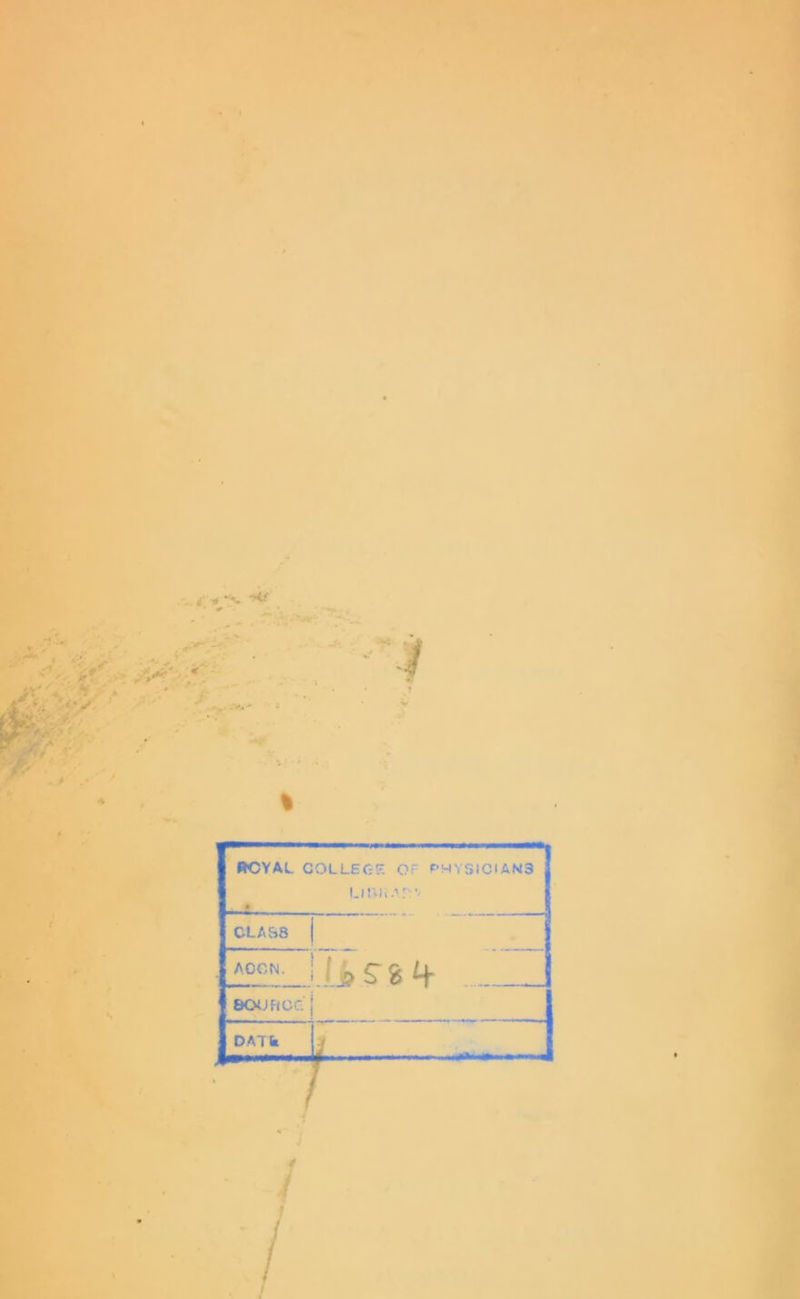 ROYAL COLLEGE OF PHYSICIANS
LIBRARY
CLASS
ACCN. 16584
SOURCE
DATE